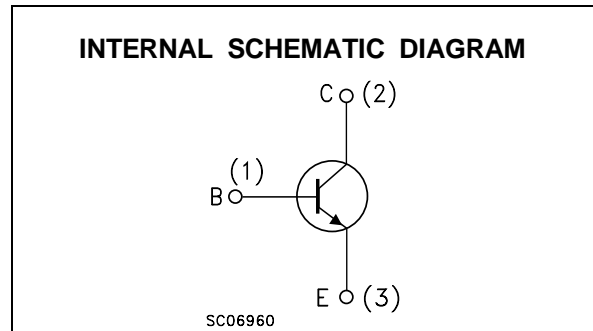 INTERNAL SCHEMATIC DIAGRAM
C (2)
(1)
B
E (3)
SC06960